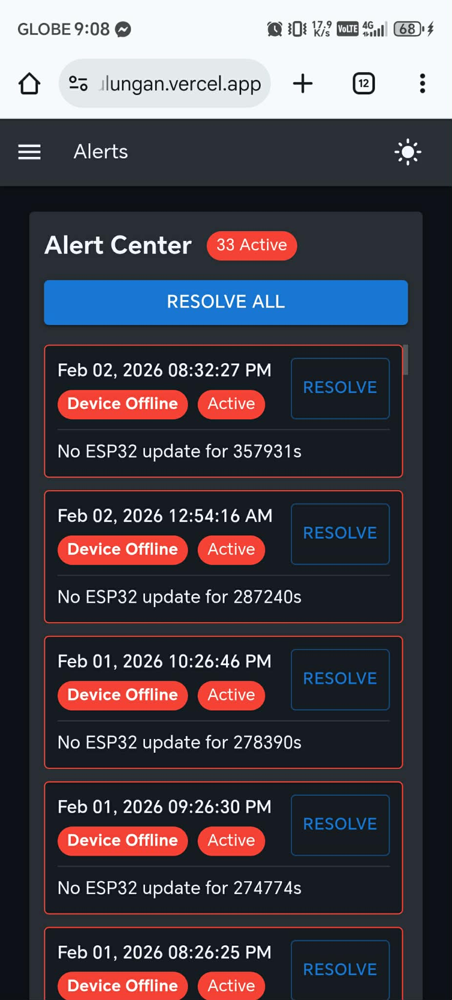 GLOBE 9:08 17.9 K/s VoLTE 4G 68
lungan.vercel.app 12
Alerts
Alert Center 33 Active
RESOLVE ALL
Feb 02, 2026 08:32:27 PM
RESOLVE
Device Offline Active
No ESP32 update for 357931s
Feb 02, 2026 12:54:16 AM
RESOLVE
Device Offline Active
No ESP32 update for 287240s
Feb 01, 2026 10:26:46 PM
RESOLVE
Device Offline Active
No ESP32 update for 278390s
Feb 01, 2026 09:26:30 PM
RESOLVE
Device Offline Active
No ESP32 update for 274774s
Feb 01, 2026 08:26:25 PM
RESOLVE
Device Offline Active